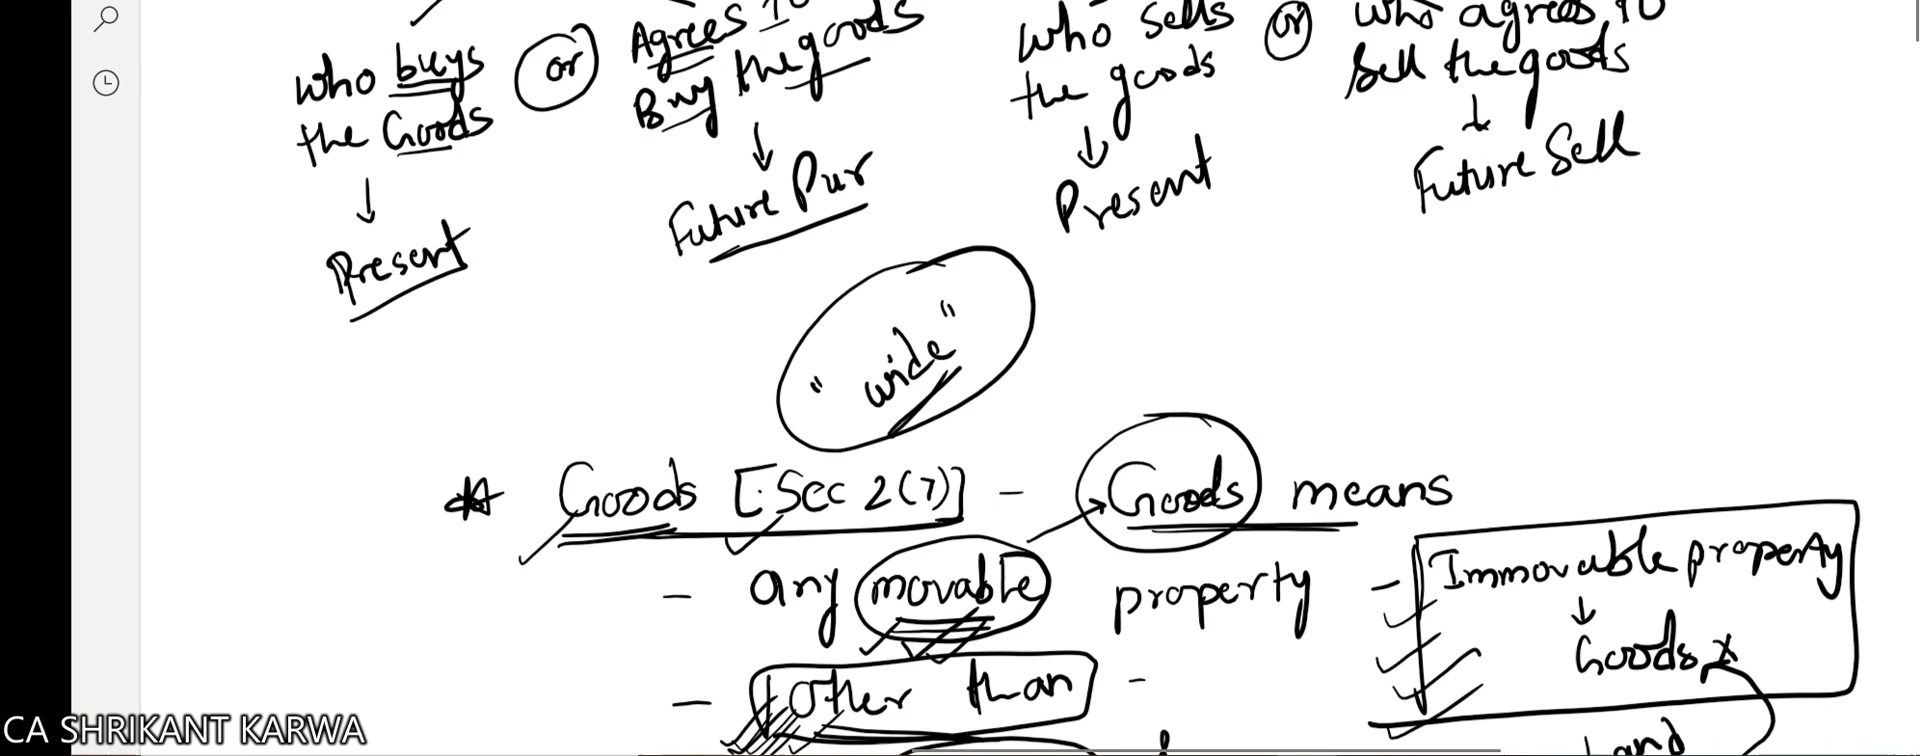 who buys
the Goods
↓
Present
or
Agrees To
Buy the goods
↓
Future Pur
who sells
the goods
↓
Present
or
who agrees to
Sell the goods
↓
Future Sell
"wide"
* Goods [Sec 2(7)] - Goods means
- any movable property - Immovable property
↓
Goods x
- other than -
Land
CA SHRIKANT KARWA